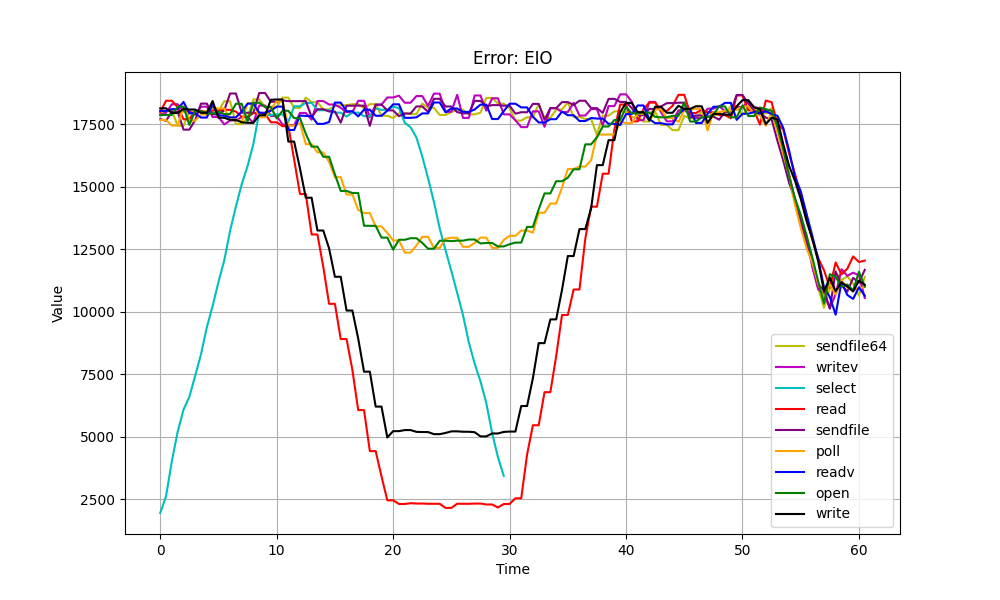 Error: EIO
Value
17500
15000
12500
10000
7500
5000
2500
0 10 20 30 40 50 60
Time
sendfile64
writev
select
read
sendfile
poll
readv
open
write